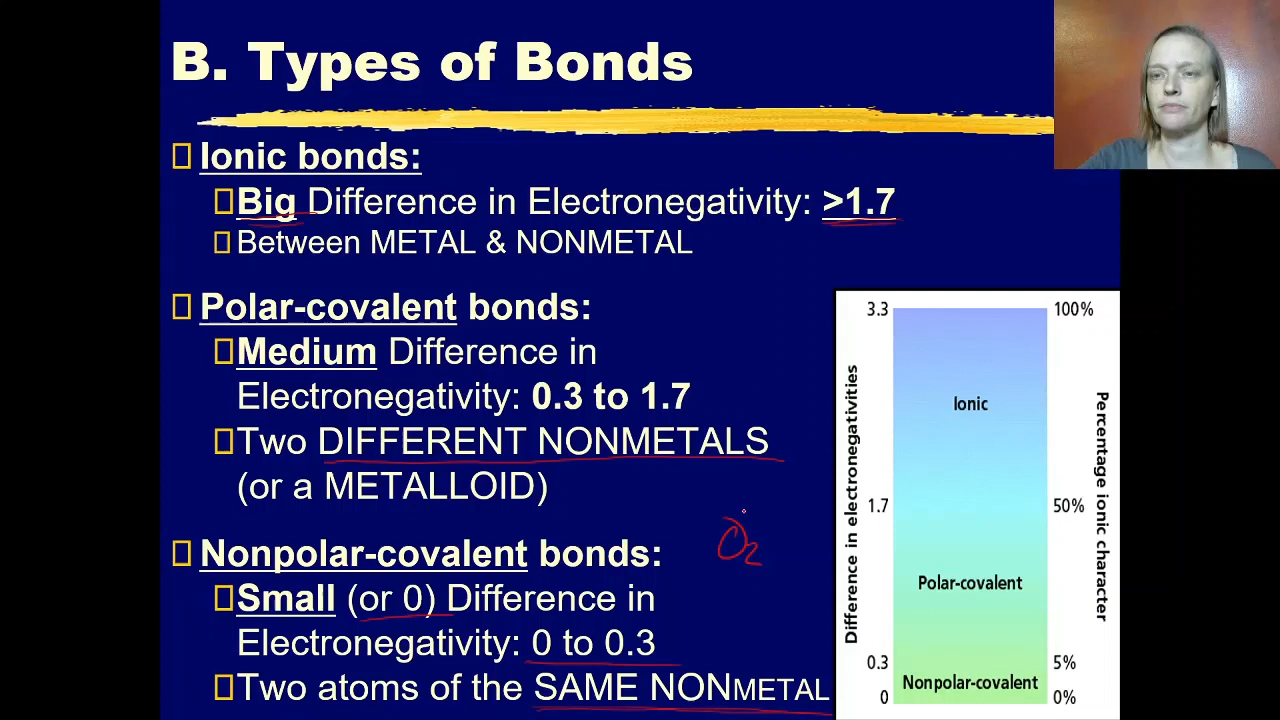 B. Types of Bonds
Ionic bonds:
Big Difference in Electronegativity: >1.7
Between METAL & NONMETAL
Polar-covalent bonds:
Medium Difference in
Electronegativity: 0.3 to 1.7
Two DIFFERENT NONMETALS
(or a METALLOID)
O2
Nonpolar-covalent bonds:
Small (or 0) Difference in
Electronegativity: 0 to 0.3
Two atoms of the SAME NONMETAL
Difference in electronegativities
3.3
1.7
0.3
0
Ionic
Polar-covalent
Nonpolar-covalent
100%
50%
5%
0%
Percentage ionic character